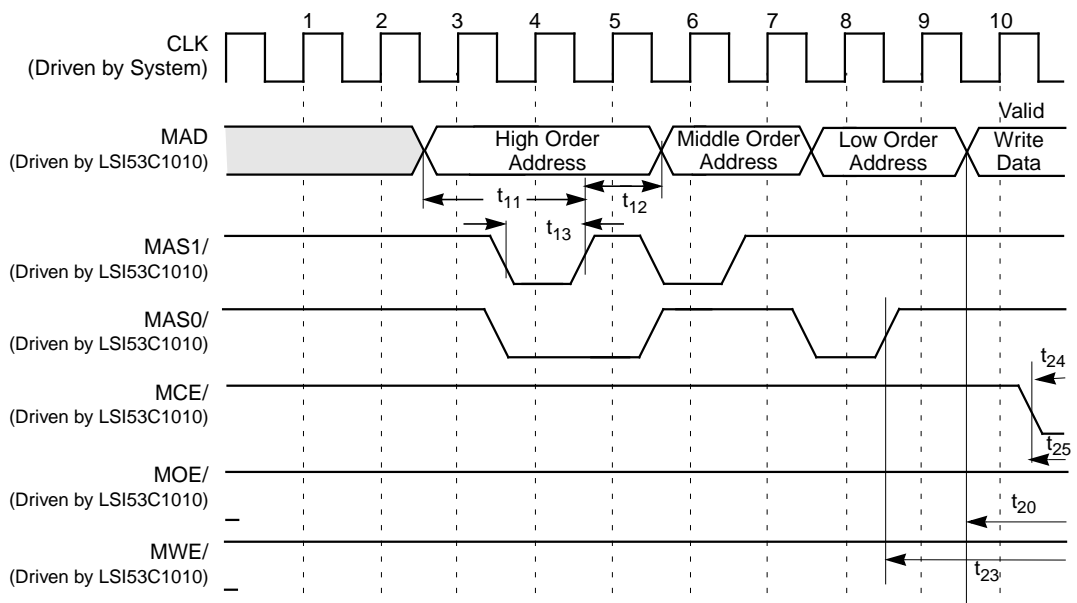 1 2 3 4 5 6 7 8 9 10
CLK
(Driven by System)
Valid
MAD
(Driven by LSI53C1010)
High Order
Address
Middle Order
Address
Low Order
Address
Write
Data
t11
t12
t13
MAS1/
(Driven by LSI53C1010)
MAS0/
(Driven by LSI53C1010)
t24
MCE/
(Driven by LSI53C1010)
t25
MOE/
(Driven by LSI53C1010)
t20
MWE/
(Driven by LSI53C1010)
t23